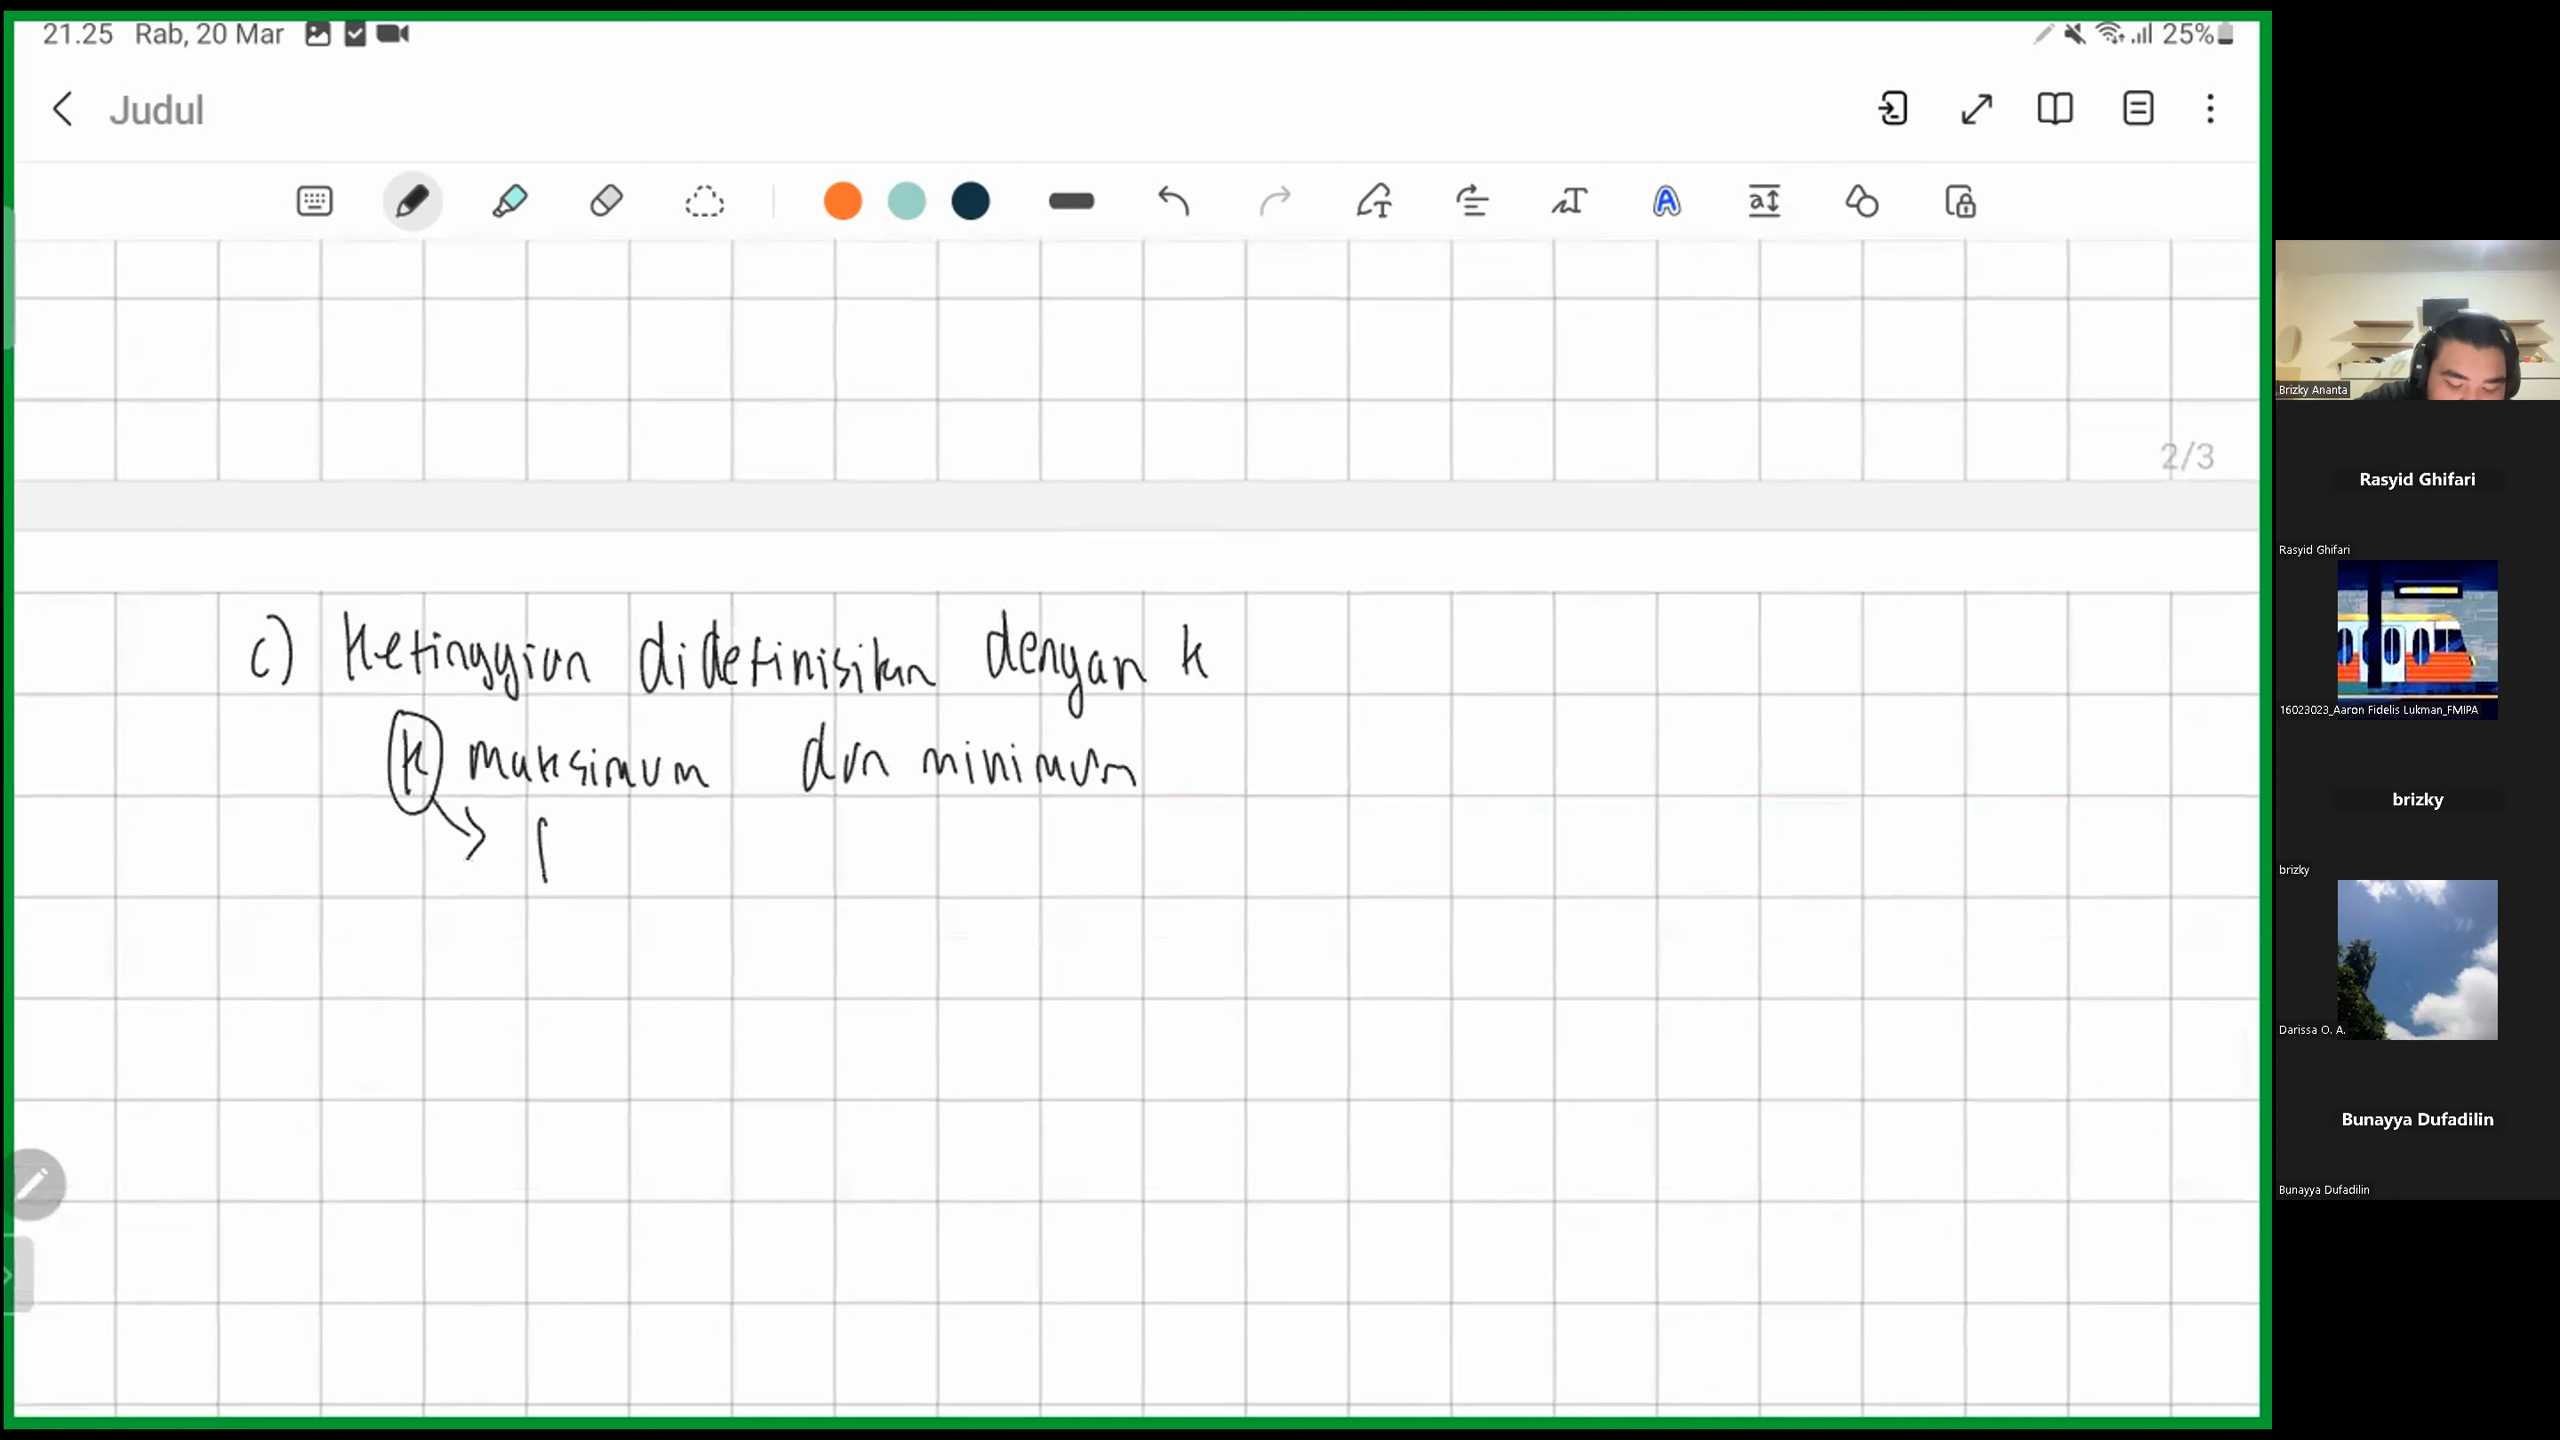 21.25 Rab, 20 Mar 25%
Judul
2/3
c) Ketinggian didefinisikan dengan k
k maksimum dan minimum
Brizky Ananta
Rasyid Ghifari
Rasyid Ghifari
16023023_Aaron Fidelis Lukman_FMIPA
brizky
brizky
Darissa O. A.
Bunayya Dufadilin
Bunayya Dufadilin